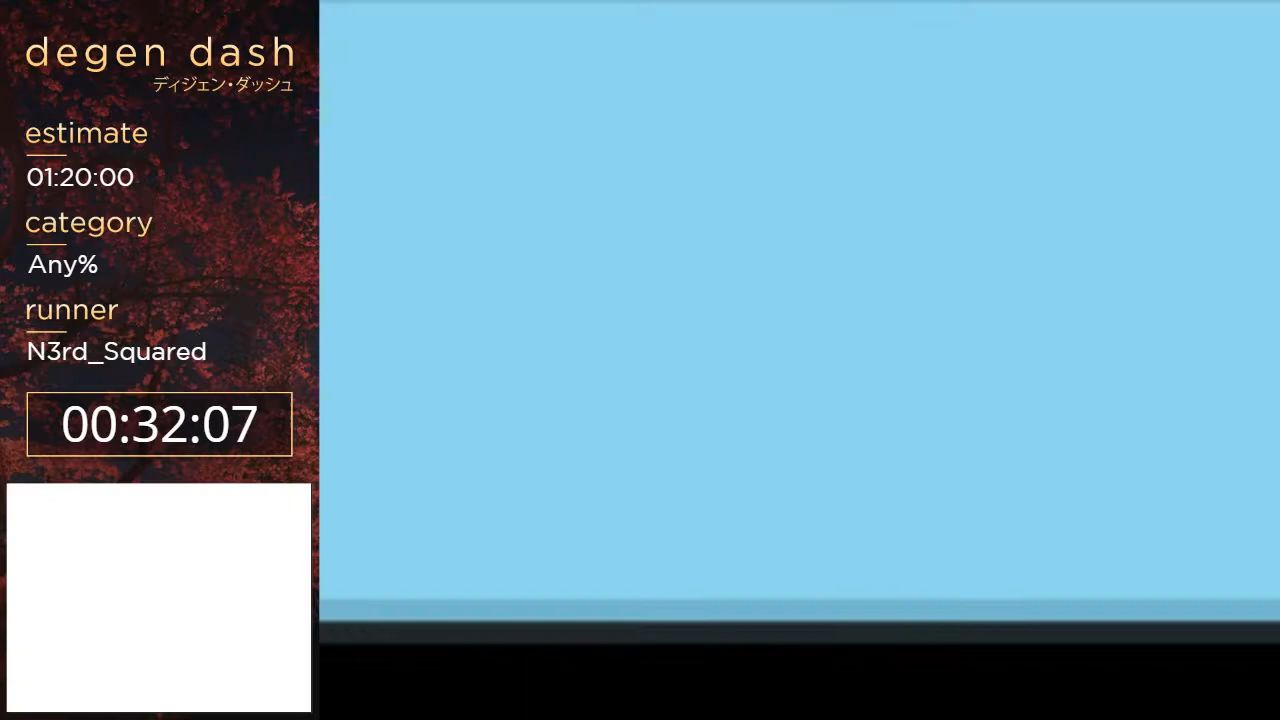 degen dash
ディジェン・ダッシュ
estimate
01:20:00
category
Any%
runner
N3rd_Squared
00:32:07